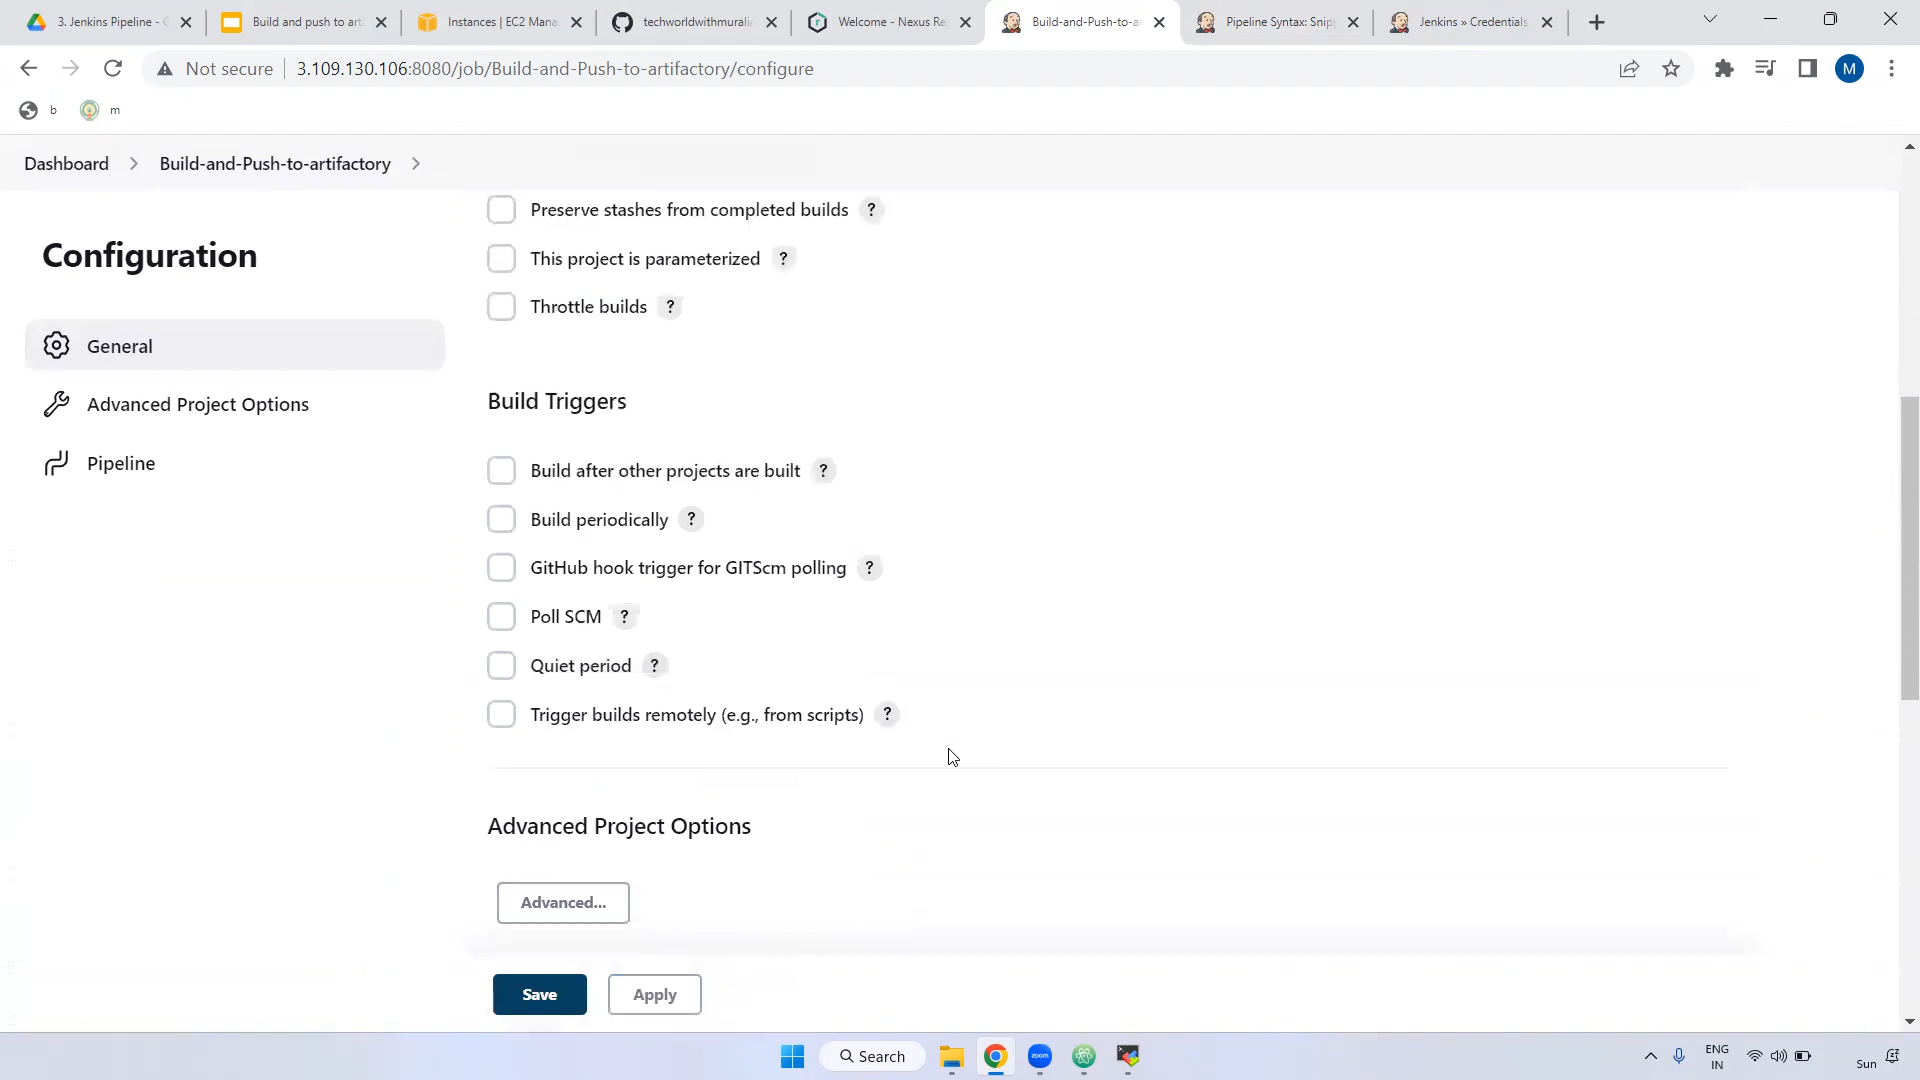 3. Jenkins Pipeline - G
Build and push to art
Instances | EC2 Mana
techworldwithmurali/
Welcome - Nexus Re
Build-and-Push-to-a
Pipeline Syntax: Snip
Jenkins » Credentials
Not secure
3.109.130.106:8080/job/Build-and-Push-to-artifactory/configure
M
b
m
Dashboard
Build-and-Push-to-artifactory
Configuration
General
Advanced Project Options
Pipeline
Preserve stashes from completed builds ?
This project is parameterized ?
Throttle builds ?
Build Triggers
Build after other projects are built ?
Build periodically ?
GitHub hook trigger for GITScm polling ?
Poll SCM ?
Quiet period ?
Trigger builds remotely (e.g., from scripts) ?
Advanced Project Options
Advanced...
Save
Apply
Search
zoom
ENG
IN
Sun